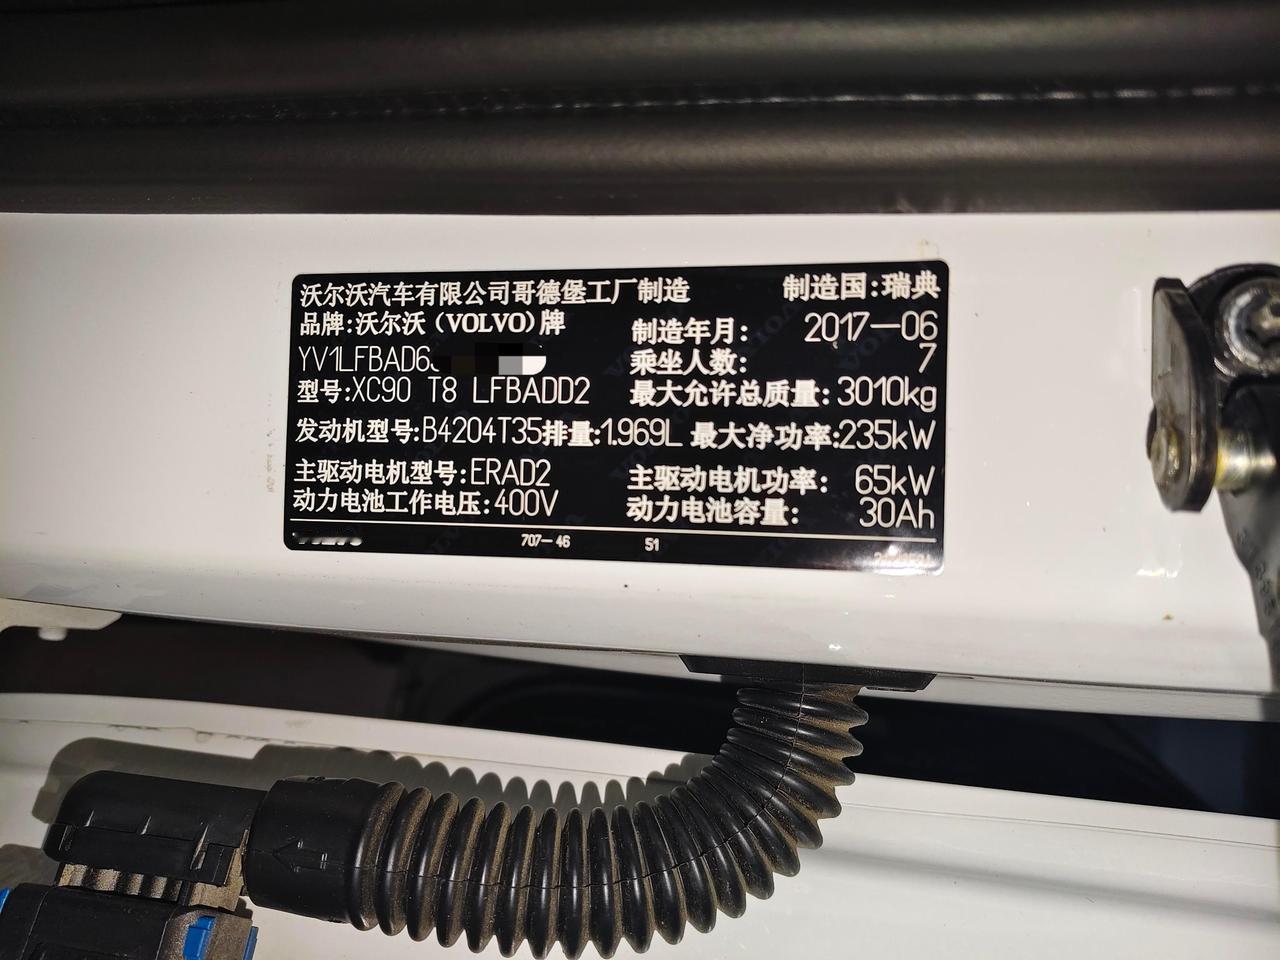 沃尔沃汽车有限公司哥德堡工厂制造 制造国:瑞典
品牌:沃尔沃(VOLVO)牌 制造年月: 2017-06
YV1LFBAD6 乘坐人数: 7
型号:XC90 T8 LFBADD2 最大允许总质量: 3010kg
发动机型号:B4204T35排量:1.969L 最大净功率:235kW
主驱动电机型号:ERAD2 主驱动电机功率: 65kW
动力电池工作电压:400V 动力电池容量: 30Ah
707-46 51